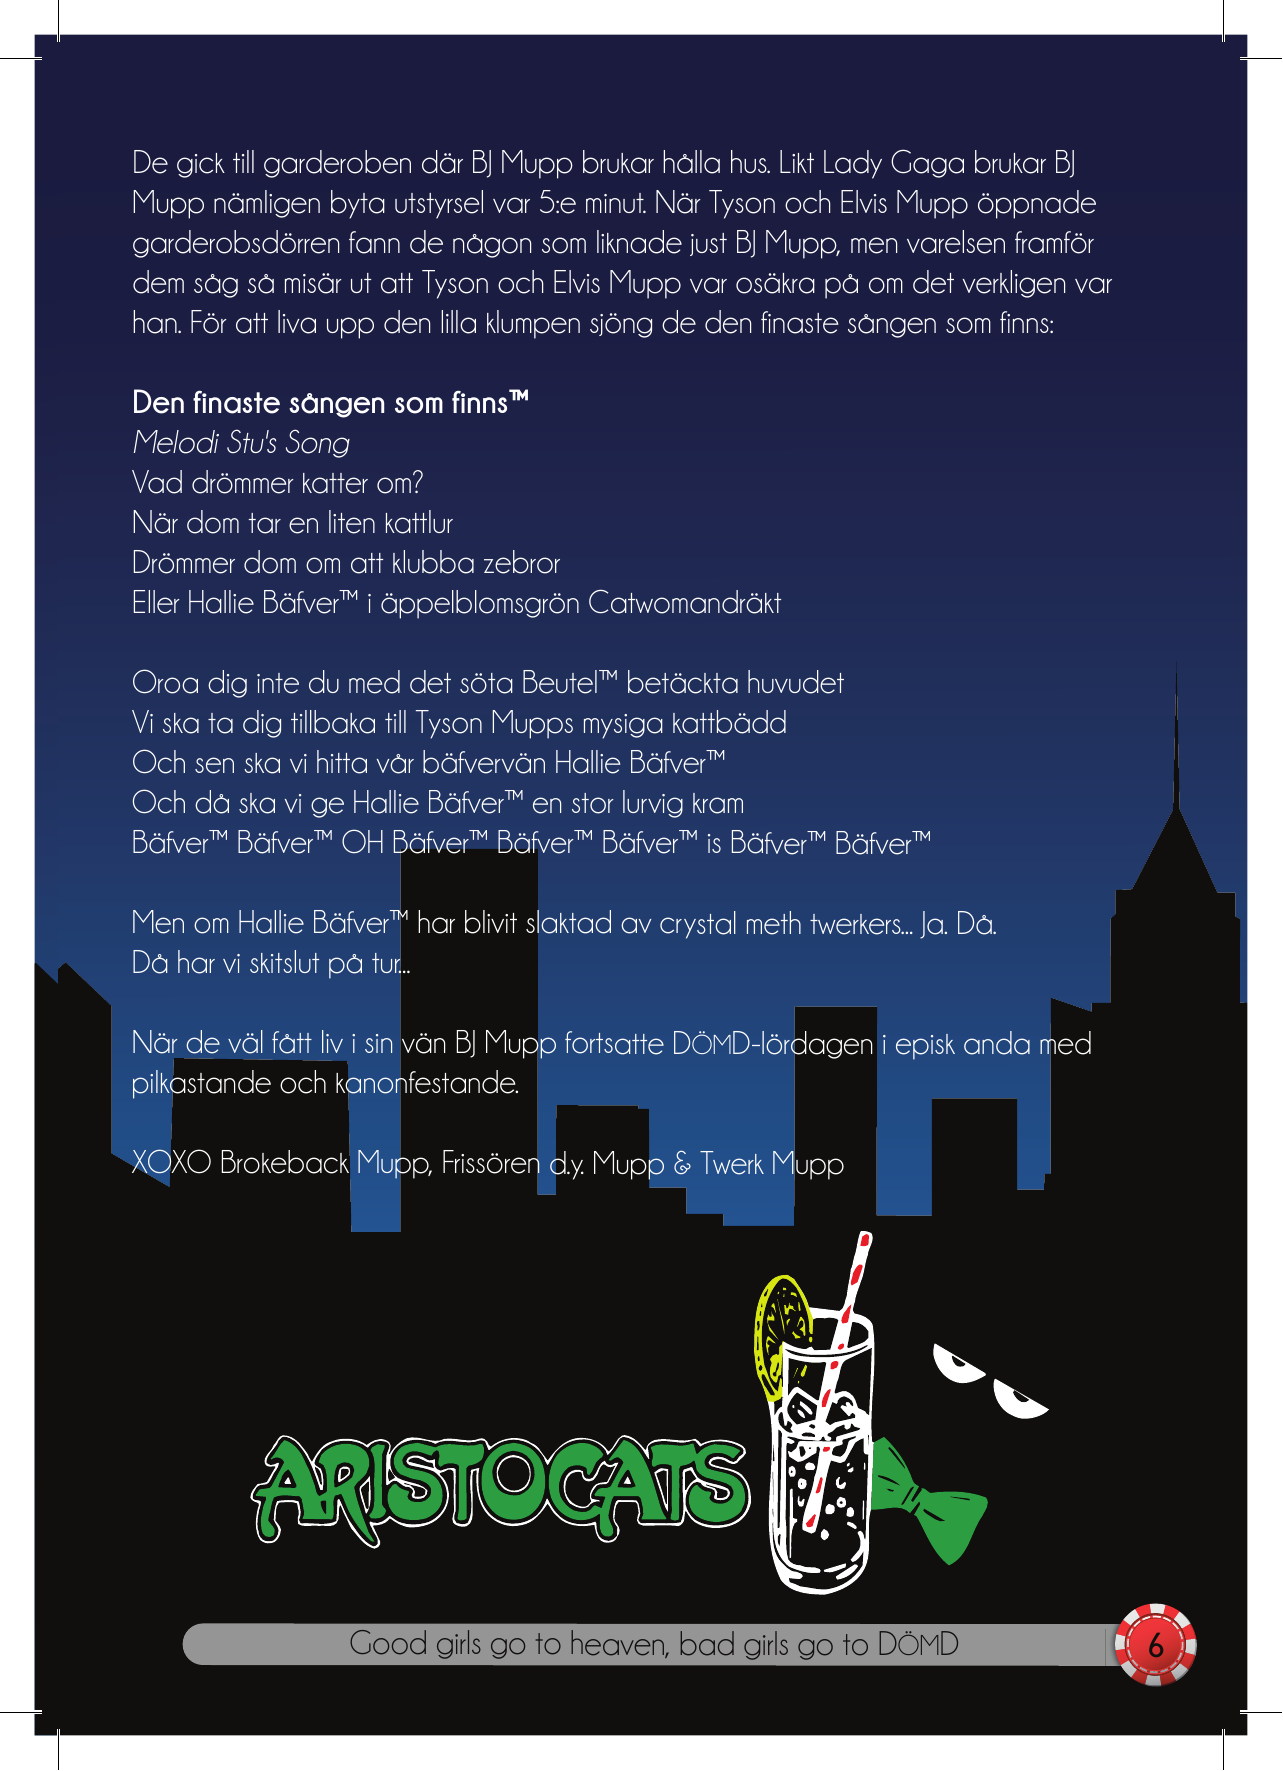 De gick till garderoben där BJ Mupp brukar hålla hus. Likt Lady Gaga brukar BJ
Mupp nämligen byta utstyrsel var 5:e minut. När Tyson och Elvis Mupp öppnade
garderobsdörren fann de någon som liknade just BJ Mupp, men varelsen framför
dem såg så misär ut att Tyson och Elvis Mupp var osäkra på om det verkligen var
han. För att liva upp den lilla klumpen sjöng de den finaste sången som finns:
Den finaste sången som finns™
Melodi Stu's Song
Vad drömmer katter om?
När dom tar en liten kattlur
Drömmer dom om att klubba zebror
Eller Hallie Bäfver™ i äppelblomsgrön Catwomandräkt
Oroa dig inte du med det söta Beutel™ betäckta huvudet
Vi ska ta dig tillbaka till Tyson Mupps mysiga kattbädd
Och sen ska vi hitta vår bäfvervän Hallie Bäfver™
Och då ska vi ge Hallie Bäfver™ en stor lurvig kram
Bäfver™ Bäfver™ OH Bäfver™ Bäfver™ Bäfver™ is Bäfver™ Bäfver™
Men om Hallie Bäfver™ har blivit slaktad av crystal meth twerkers... Ja. Då.
Då har vi skitslut på tur...
När de väl fått liv i sin vän BJ Mupp fortsatte DÖMD-lördagen i episk anda med
pilkastande och kanonfestande.
XOXO Brokeback Mupp, Frissören d.y. Mupp & Twerk Mupp
ARISTOCATS
Good girls go to heaven, bad girls go to DÖMD
6